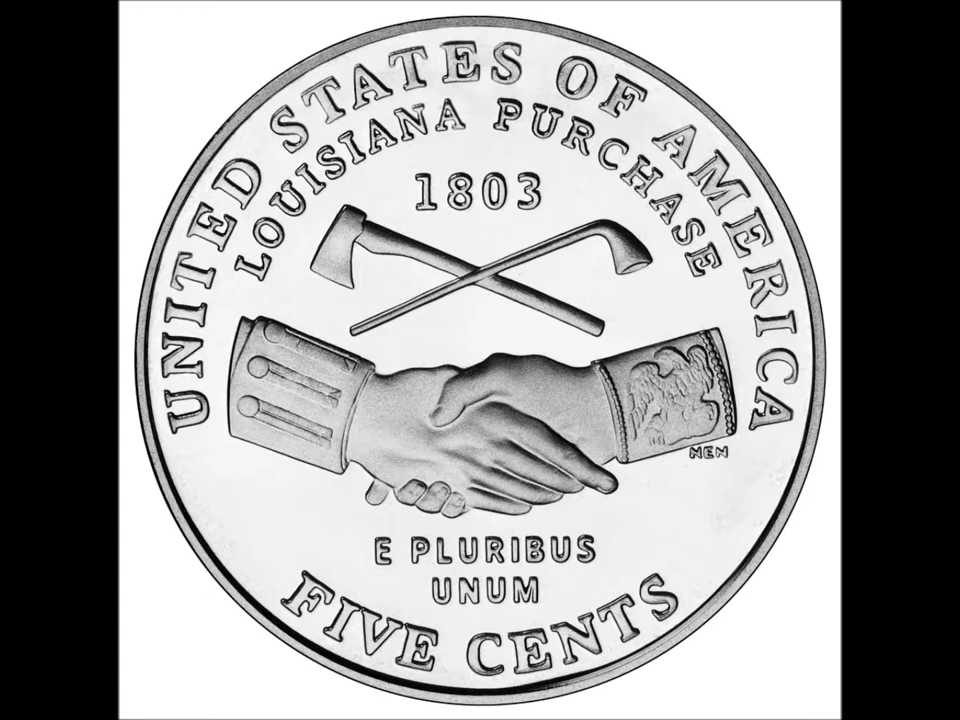 UNITED STATES OF AMERICA
LOUISIANA PURCHASE
1803
NEN
E PLURIBUS
UNUM
FIVE CENTS